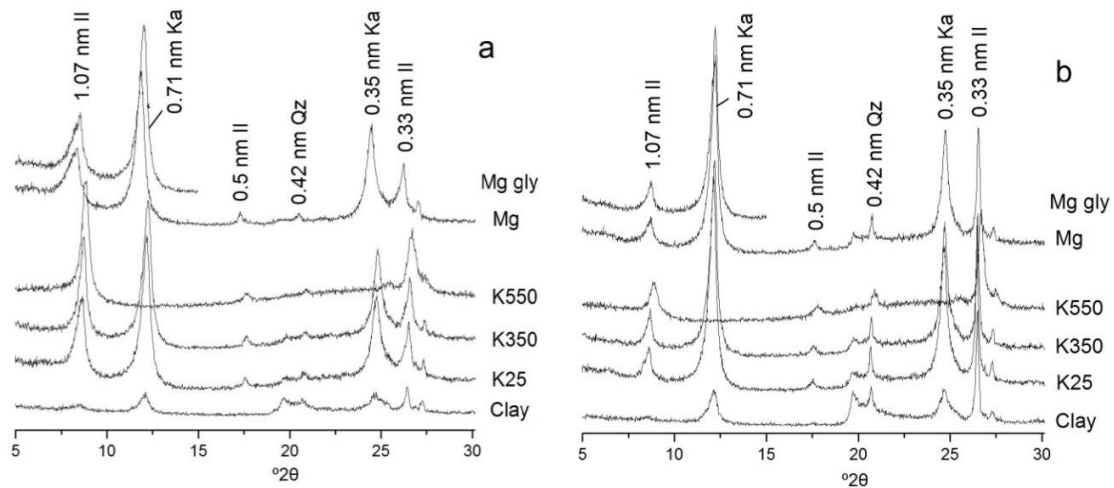 a
1.07 nm Il
0.71 nm Ka
0.5 nm Il
0.42 nm Qz
0.35 nm Ka
0.33 nm Il
Mg gly
Mg
K550
K350
K25
Clay
5 10 15 20 25 30
º2θ
b
1.07 nm Il
0.71 nm Ka
0.5 nm Il
0.42 nm Qz
0.35 nm Ka
0.33 nm Il
Mg gly
Mg
K550
K350
K25
Clay
5 10 15 20 25 30
º2θ